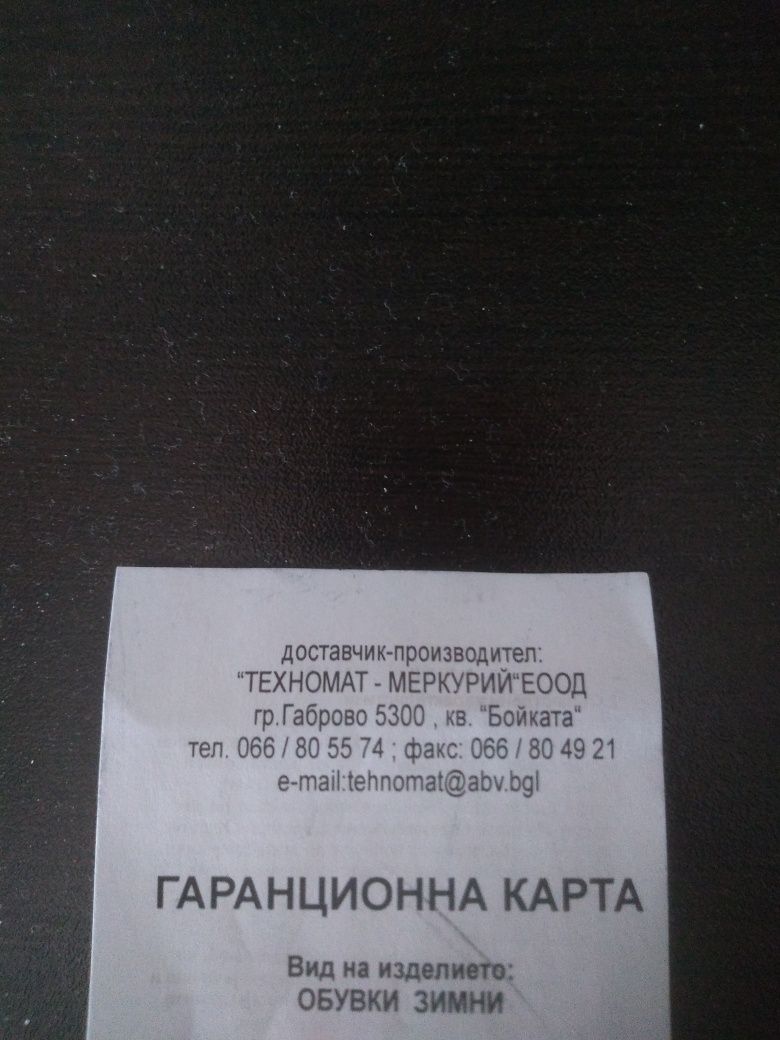 доставчик-производител:
“ТЕХНОМАТ - МЕРКУРИЙ“ЕООД
гр.Габрово 5300 , кв. “Бойката“
тел. 066 / 80 55 74 ; факс: 066 / 80 49 21
e-mail:tehnomat@abv.bgl
ГАРАНЦИОННА КАРТА
Вид на изделието:
ОБУВКИ ЗИМНИ